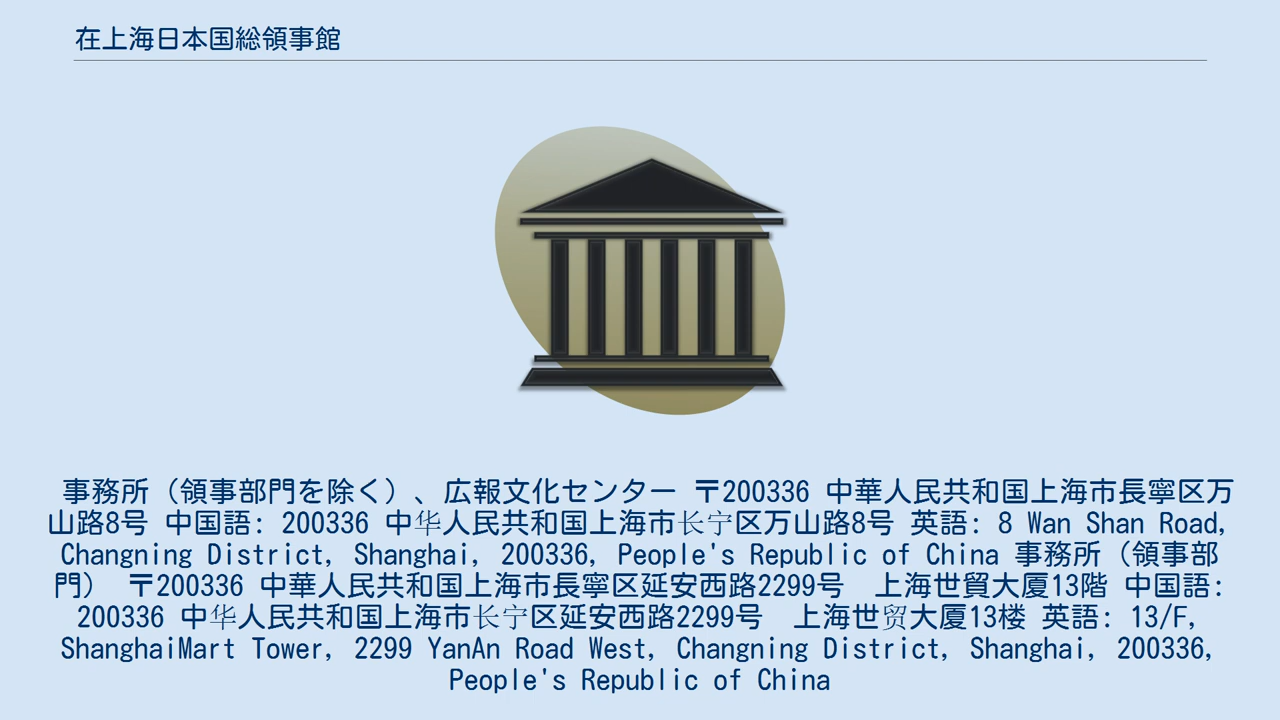 在上海日本国総領事館
事務所（領事部門を除く）、広報文化センター 〒200336 中華人民共和国上海市長寧区万
山路8号 中国語: 200336 中华人民共和国上海市长宁区万山路8号 英語: 8 Wan Shan Road,
Changning District, Shanghai, 200336, People's Republic of China 事務所（領事部
門） 〒200336 中華人民共和国上海市長寧区延安西路2299号　上海世貿大厦13階 中国語:
200336 中华人民共和国上海市长宁区延安西路2299号　上海世贸大厦13楼 英語: 13/F,
ShanghaiMart Tower, 2299 YanAn Road West, Changning District, Shanghai, 200336,
People's Republic of China